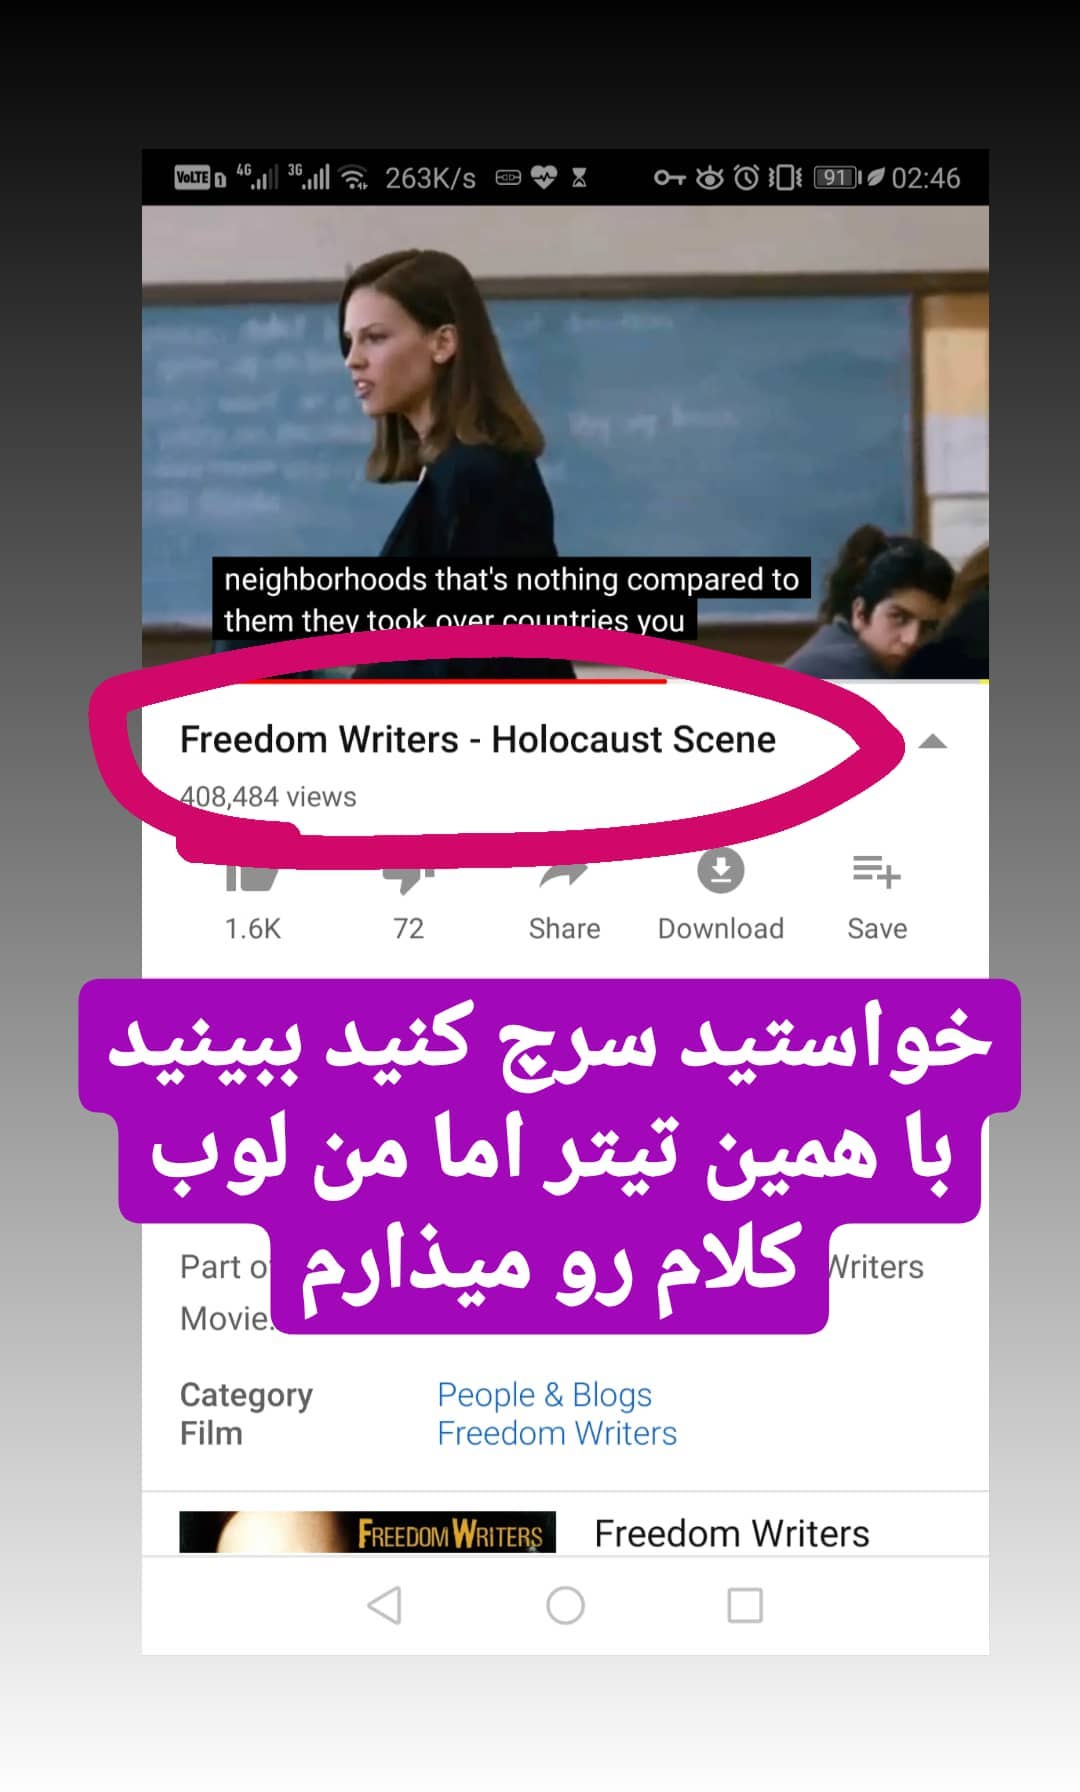 VoLTE 1 4G 3G 263K/s 91 02:46
neighborhoods that's nothing compared to
them they took over countries you
Freedom Writers - Holocaust Scene
408,484 views
1.6K 72 Share Download Save
خواستید سرچ کنید ببینید
با همین تیتر اما من لوب
کلام رو میذارم
Part o Writers
Movie.
Category People & Blogs
Film Freedom Writers
FREEDOM WRITERS Freedom Writers